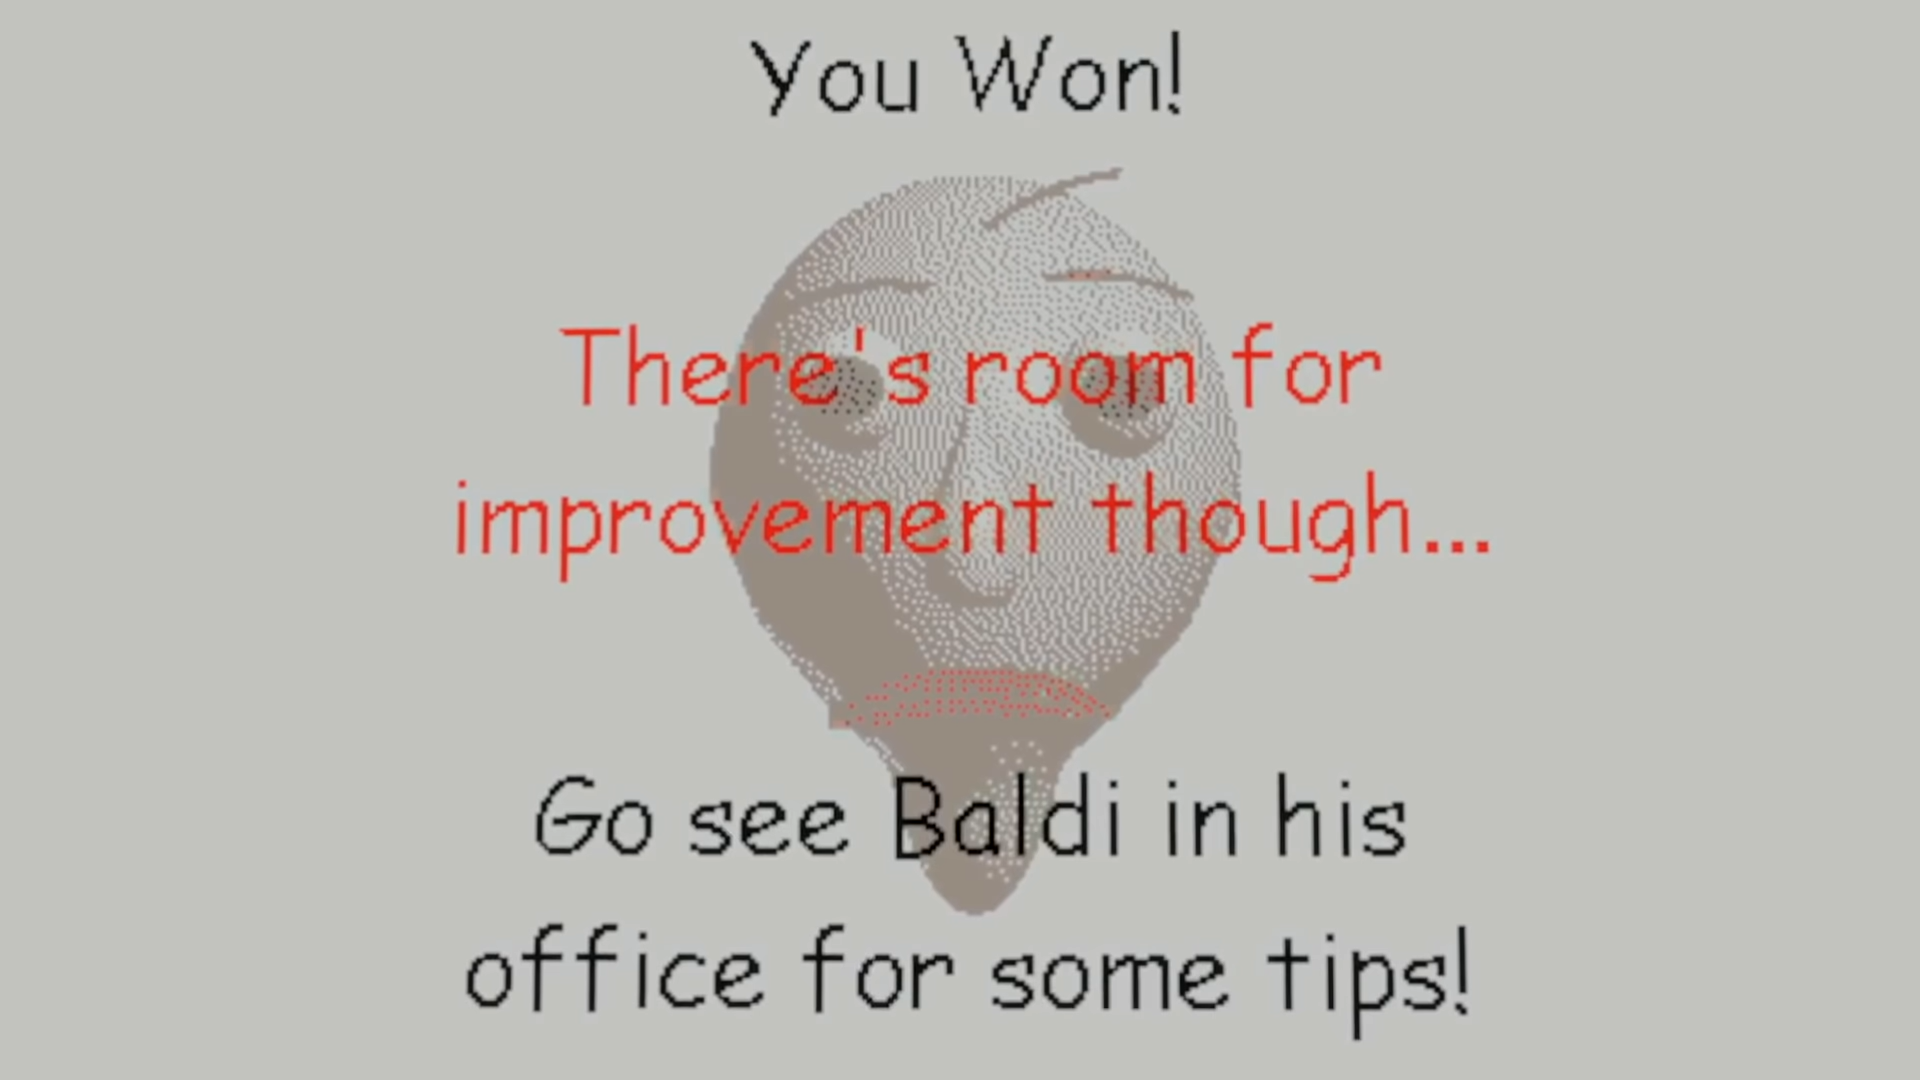 You Won!
There's room for
improvement though...
Go see Baldi in his
office for some tips!